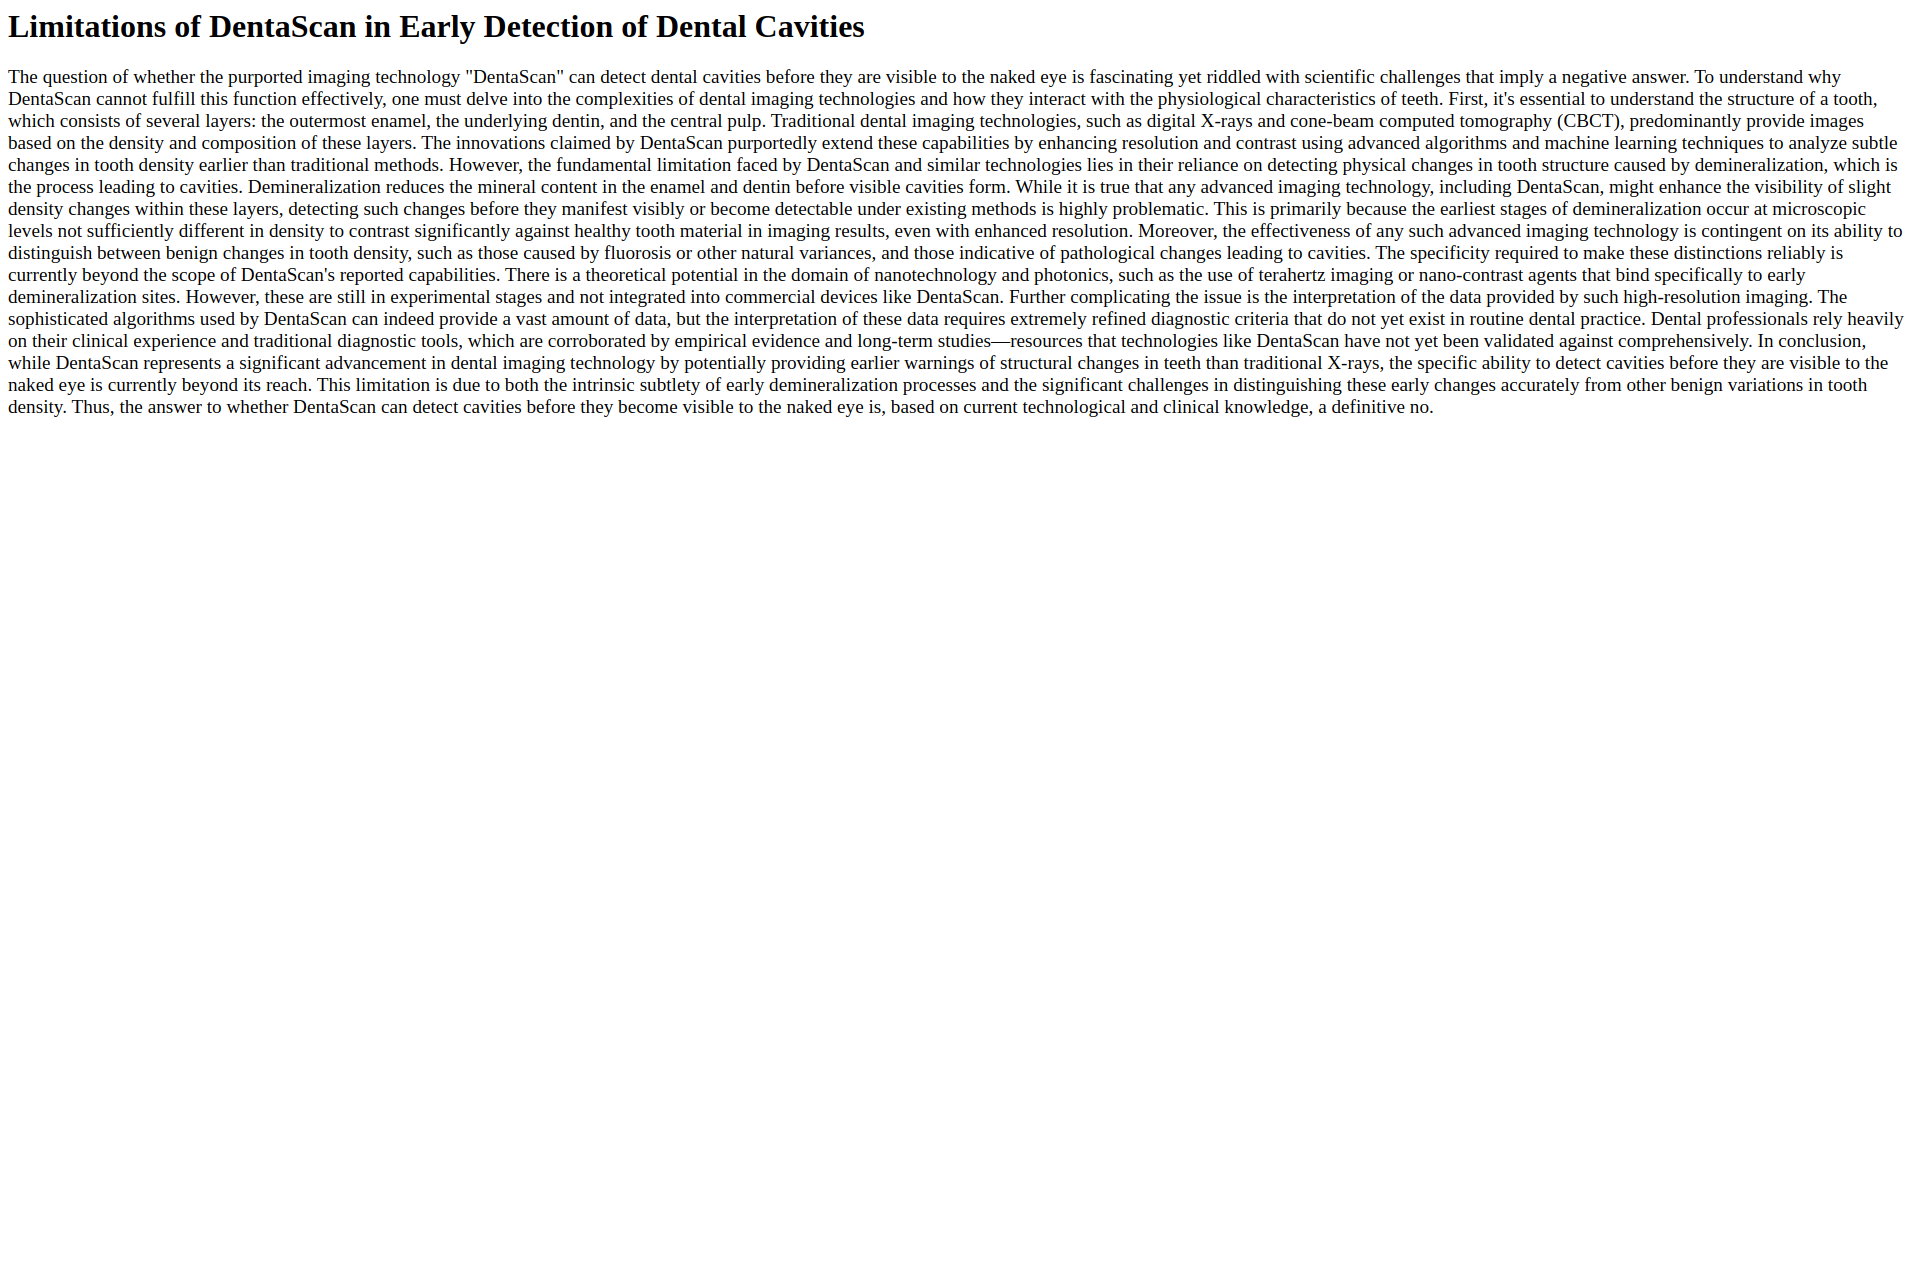 Limitations of DentaScan in Early Detection of Dental Cavities
The question of whether the purported imaging technology "DentaScan" can detect dental cavities before they are visible to the naked eye is fascinating yet riddled with scientific challenges that imply a negative answer. To understand why
DentaScan cannot fulfill this function effectively, one must delve into the complexities of dental imaging technologies and how they interact with the physiological characteristics of teeth. First, it's essential to understand the structure of a tooth,
which consists of several layers: the outermost enamel, the underlying dentin, and the central pulp. Traditional dental imaging technologies, such as digital X-rays and cone-beam computed tomography (CBCT), predominantly provide images
based on the density and composition of these layers. The innovations claimed by DentaScan purportedly extend these capabilities by enhancing resolution and contrast using advanced algorithms and machine learning techniques to analyze subtle
changes in tooth density earlier than traditional methods. However, the fundamental limitation faced by DentaScan and similar technologies lies in their reliance on detecting physical changes in tooth structure caused by demineralization, which is
the process leading to cavities. Demineralization reduces the mineral content in the enamel and dentin before visible cavities form. While it is true that any advanced imaging technology, including DentaScan, might enhance the visibility of slight
density changes within these layers, detecting such changes before they manifest visibly or become detectable under existing methods is highly problematic. This is primarily because the earliest stages of demineralization occur at microscopic
levels not sufficiently different in density to contrast significantly against healthy tooth material in imaging results, even with enhanced resolution. Moreover, the effectiveness of any such advanced imaging technology is contingent on its ability to
distinguish between benign changes in tooth density, such as those caused by fluorosis or other natural variances, and those indicative of pathological changes leading to cavities. The specificity required to make these distinctions reliably is
currently beyond the scope of DentaScan's reported capabilities. There is a theoretical potential in the domain of nanotechnology and photonics, such as the use of terahertz imaging or nano-contrast agents that bind specifically to early
demineralization sites. However, these are still in experimental stages and not integrated into commercial devices like DentaScan. Further complicating the issue is the interpretation of the data provided by such high-resolution imaging. The
sophisticated algorithms used by DentaScan can indeed provide a vast amount of data, but the interpretation of these data requires extremely refined diagnostic criteria that do not yet exist in routine dental practice. Dental professionals rely heavily
on their clinical experience and traditional diagnostic tools, which are corroborated by empirical evidence and long-term studies—resources that technologies like DentaScan have not yet been validated against comprehensively. In conclusion,
while DentaScan represents a significant advancement in dental imaging technology by potentially providing earlier warnings of structural changes in teeth than traditional X-rays, the specific ability to detect cavities before they are visible to the
naked eye is currently beyond its reach. This limitation is due to both the intrinsic subtlety of early demineralization processes and the significant challenges in distinguishing these early changes accurately from other benign variations in tooth
density. Thus, the answer to whether DentaScan can detect cavities before they become visible to the naked eye is, based on current technological and clinical knowledge, a definitive no.